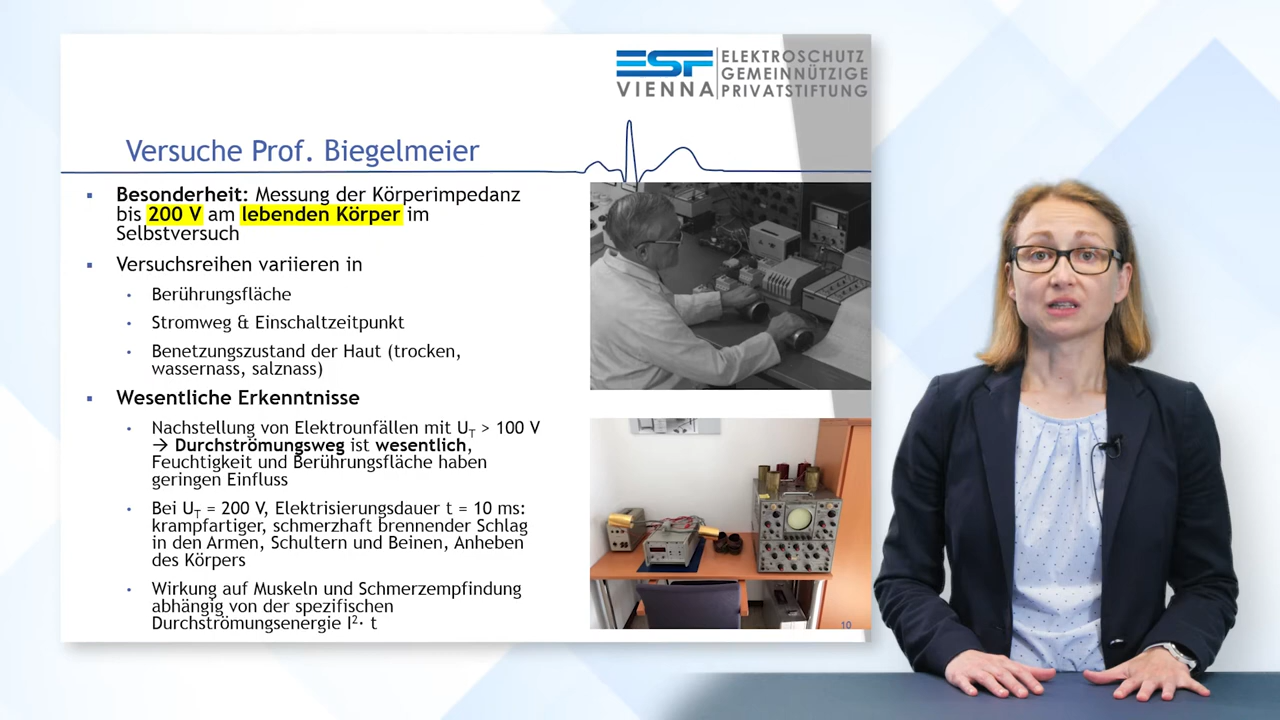 ESF
VIENNA
ELEKTROSCHUTZ
GEMEINNÜTZIGE
PRIVATSTIFTUNG
Versuche Prof. Biegelmeier
▪ Besonderheit: Messung der Körperimpedanz
bis 200 V am lebenden Körper im
Selbstversuch
▪ Versuchsreihen variieren in
• Berührungsfläche
• Stromweg & Einschaltzeitpunkt
• Benetzungszustand der Haut (trocken,
wassernass, salznass)
▪ Wesentliche Erkenntnisse
• Nachstellung von Elektrounfällen mit U_T > 100 V
→ Durchströmungsweg ist wesentlich,
Feuchtigkeit und Berührungsfläche haben
geringen Einfluss
• Bei U_T = 200 V, Elektrisierungsdauer t = 10 ms:
krampfartiger, schmerzhaft brennender Schlag
in den Armen, Schultern und Beinen, Anheben
des Körpers
• Wirkung auf Muskeln und Schmerzempfindung
abhängig von der spezifischen
Durchströmungsenergie I²· t
10